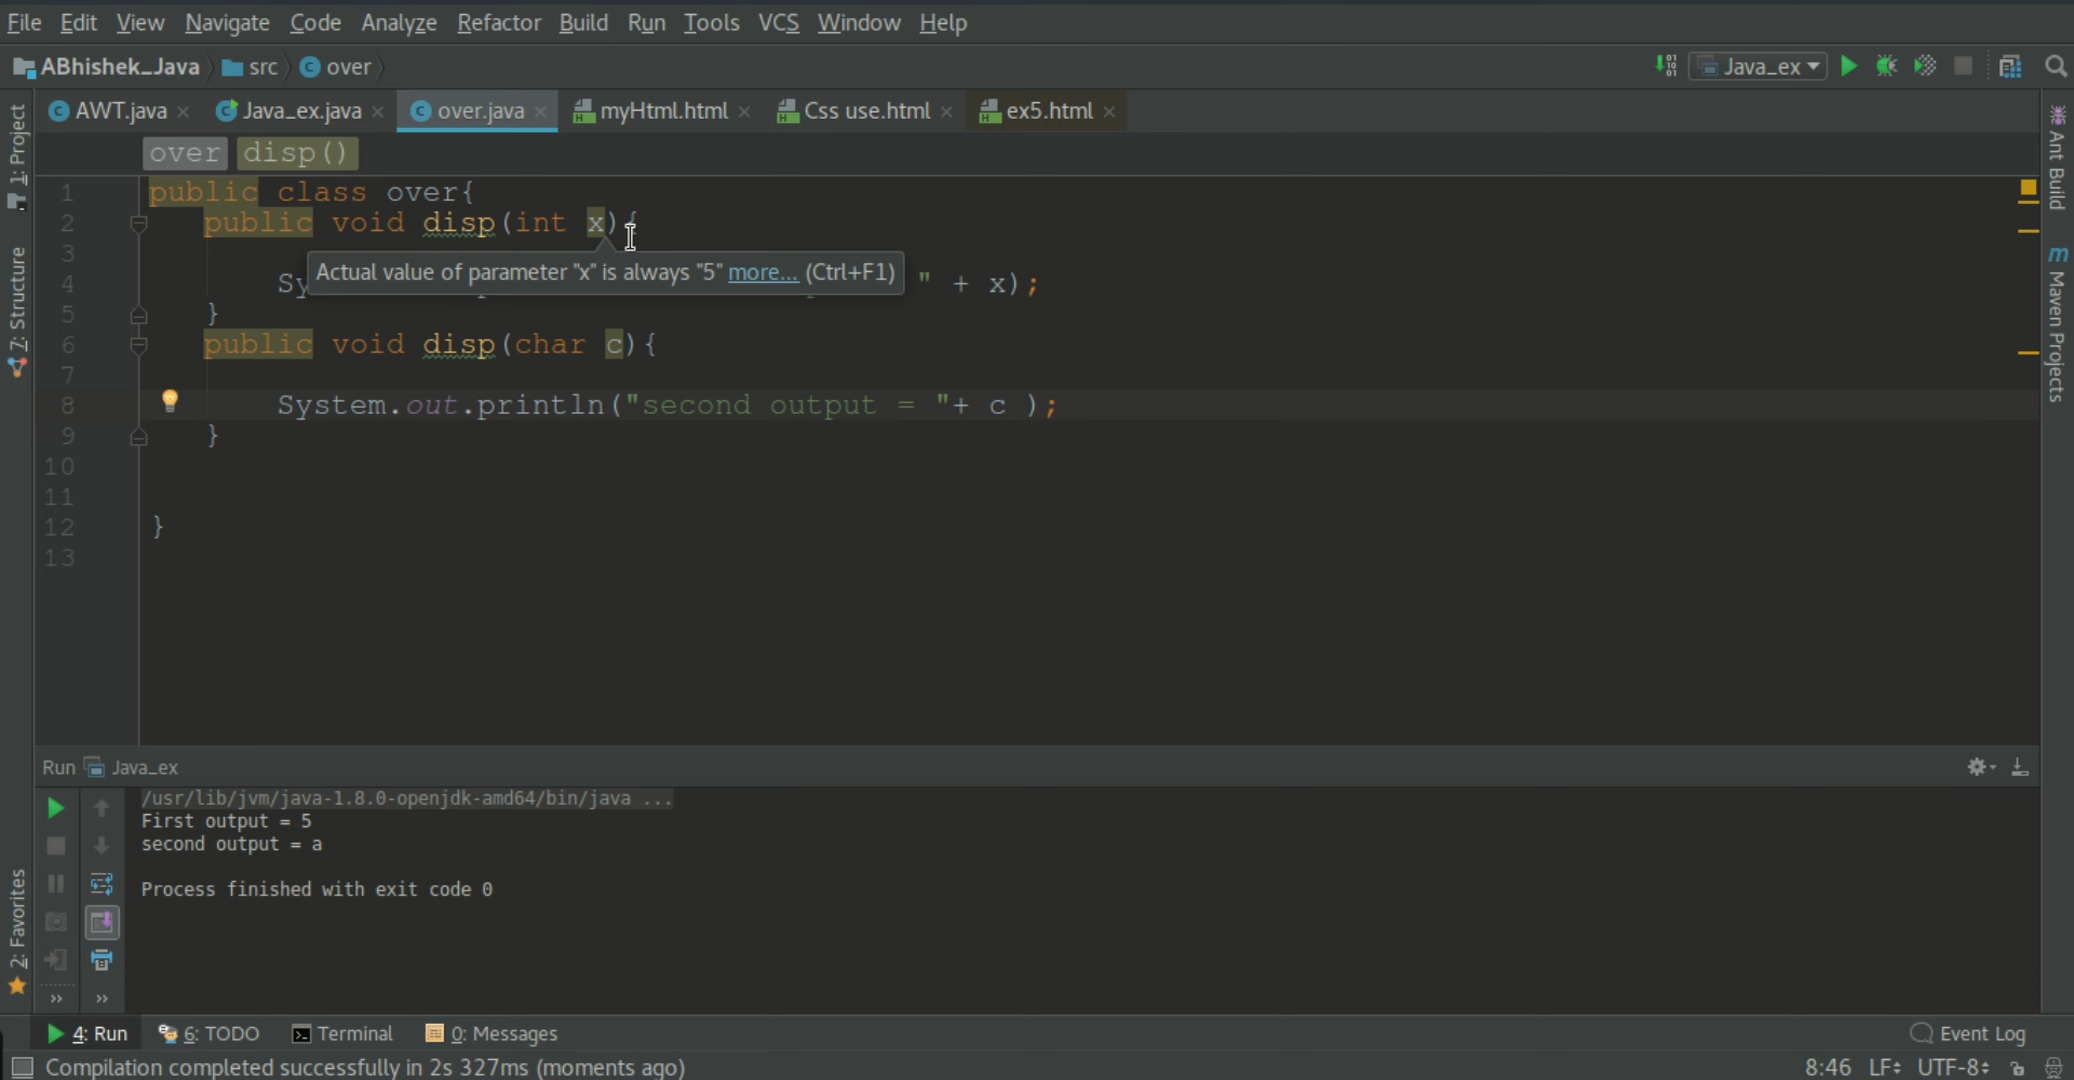 File Edit View Navigate Code Analyze Refactor Build Run Tools VCS Window Help
ABhishek_Java src over
Java_ex
AWT.java Java_ex.java over.java myHtml.html Css use.html ex5.html
over disp()
1: Project
7: Structure
2: Favorites
Ant Build
m Maven Projects
1 public class over{
2 public void disp(int x){
3
Actual value of parameter "x" is always "5" more... (Ctrl+F1)
4 Sy " + x);
5 }
6 public void disp(char c){
7
8 System.out.println("second output = "+ c );
9 }
10
11
12 }
13
Run Java_ex
/usr/lib/jvm/java-1.8.0-openjdk-amd64/bin/java ...
First output = 5
second output = a
Process finished with exit code 0
4: Run 6: TODO Terminal 0: Messages Event Log
Compilation completed successfully in 2s 327ms (moments ago) 8:46 LF UTF-8